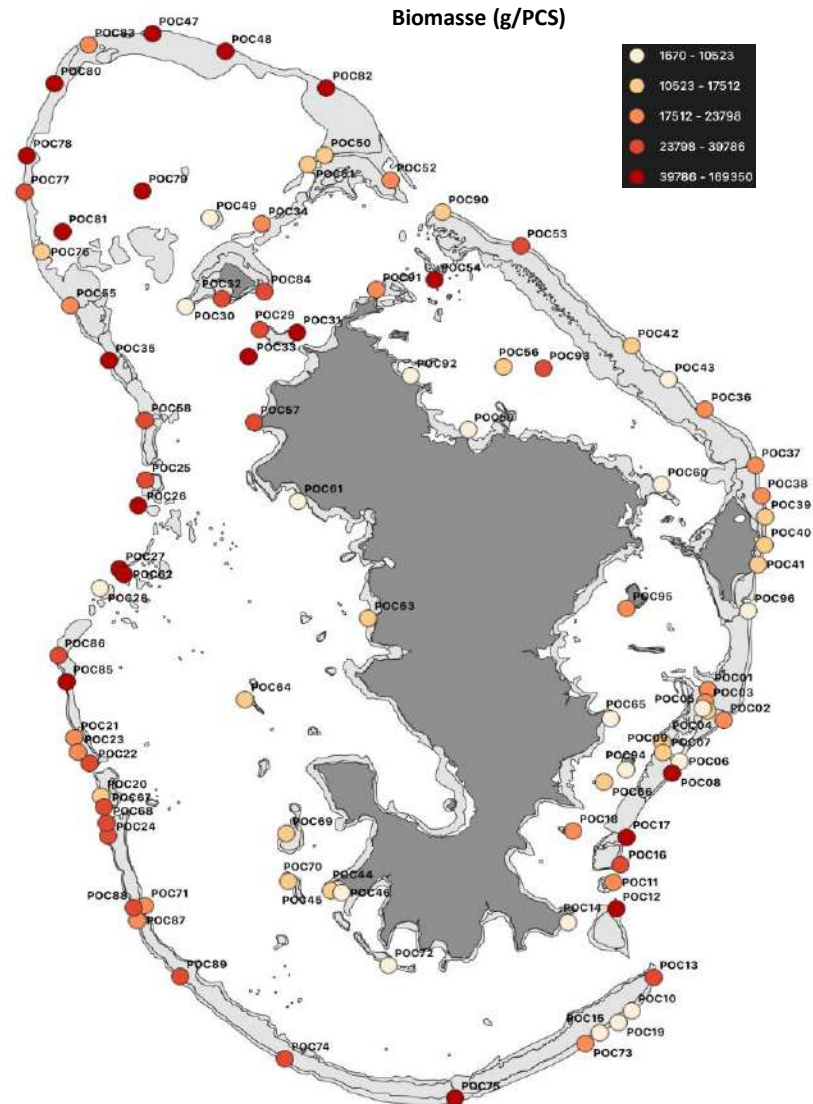 Biomasse (g/PCS)
1670 - 10523
10523 - 17512
17512 - 23798
23798 - 39786
39786 - 169350
POC47
POC83
POC48
POC80
POC82
POC50
POC78
POC51
POC52
POC77
POC79
POC49
POC90
POC34
POC81
POC53
POC76
POC84
POC54
POC32
POC91
POC55
POC30
POC29
POC31
POC42
POC33
POC35
POC56
POC93
POC43
POC92
POC36
POC58
POC57
POC59
POC37
POC25
POC60
POC38
POC26
POC61
POC39
POC40
POC27
POC41
POC62
POC28
POC95
POC96
POC63
POC86
POC85
POC01
POC64
POC03
POC05
POC65
POC02
POC04
POC21
POC09
POC23
POC07
POC22
POC94
POC06
POC08
POC20
POC66
POC67
POC68
POC69
POC18
POC17
POC24
POC16
POC70
POC44
POC11
POC88
POC71
POC45
POC46
POC12
POC87
POC14
POC72
POC89
POC13
POC10
POC15
POC19
POC74
POC73
POC75